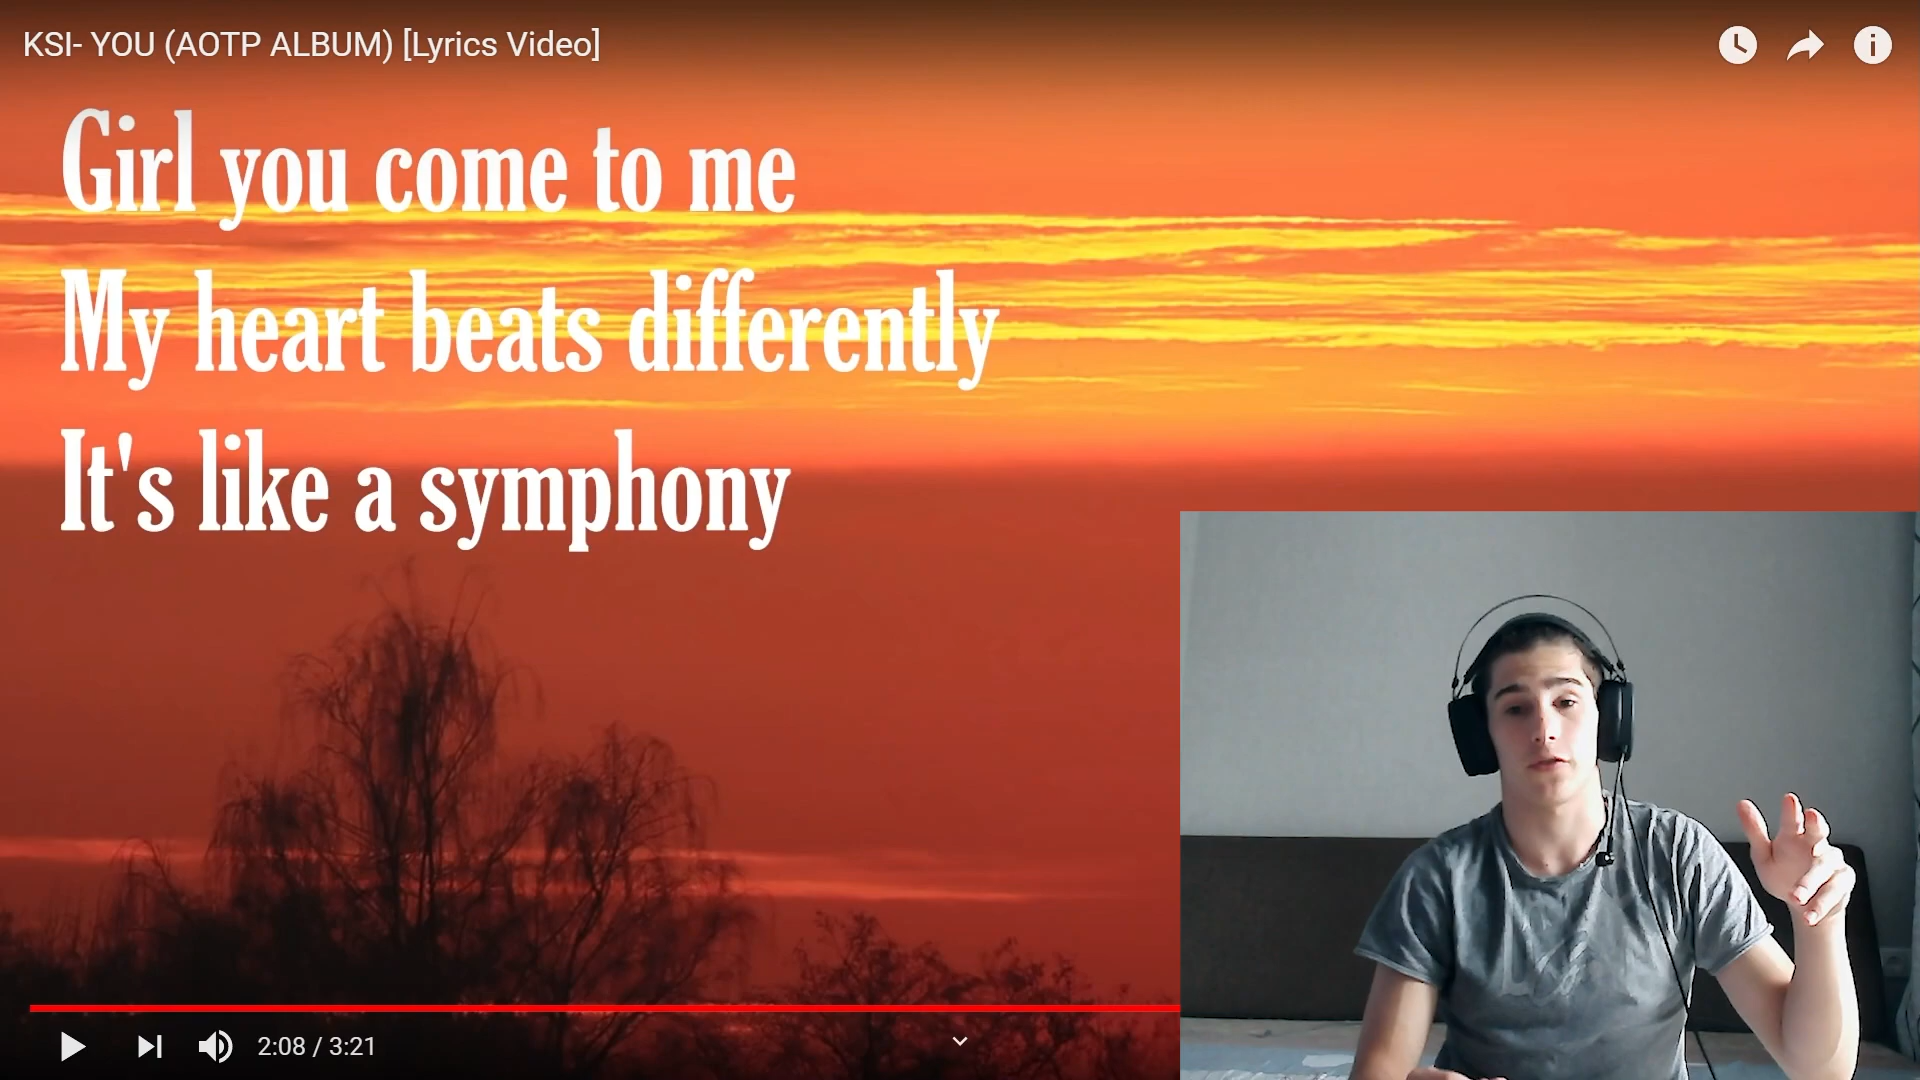 KSI- YOU (AOTP ALBUM) [Lyrics Video]
Girl you come to me
My heart beats differently
It's like a symphony
2:08 / 3:21